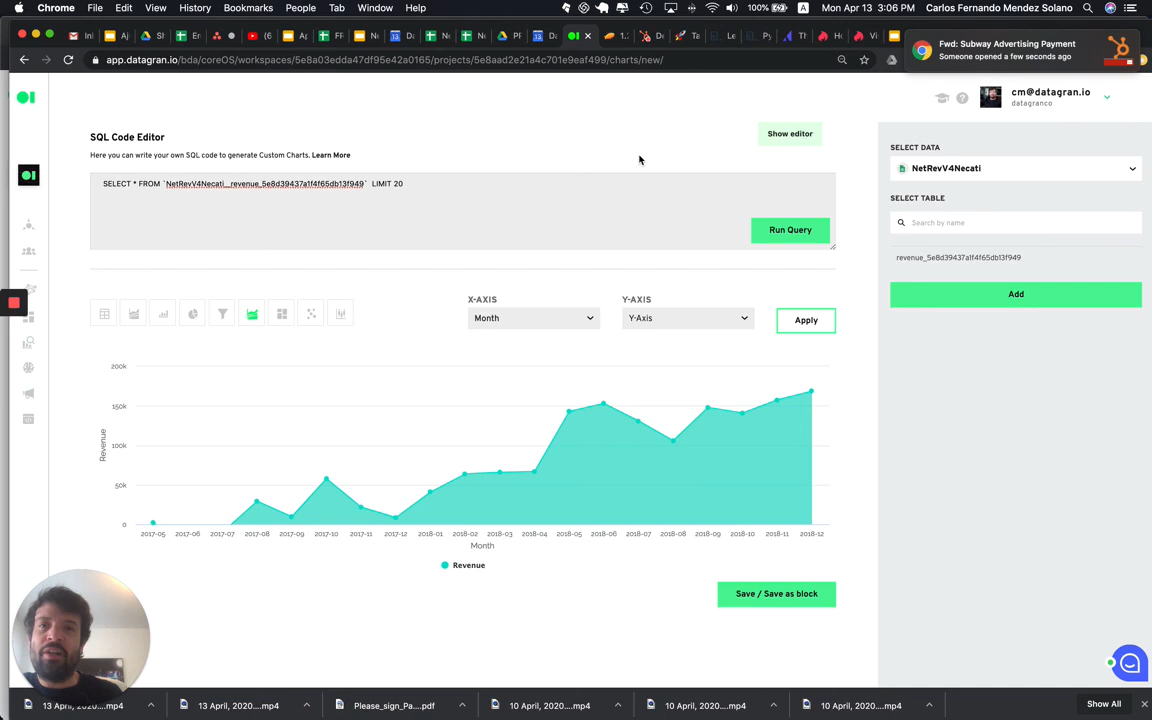 Chrome File Edit View History Bookmarks People Tab Window Help
100% A Mon Apr 13 3:06 PM Carlos Fernando Mendez Solano
app.datagran.io/bda/coreOS/workspaces/5e8a03edda47df95e42a0165/projects/5e8aad2e21a4c701e9eaf499/charts/new/
Fwd: Subway Advertising Payment
Someone opened a few seconds ago
cm@datagran.io
datagranco
SQL Code Editor
Show editor
Here you can write your own SQL code to generate Custom Charts. Learn More
SELECT * FROM `NetRevV4Necati__revenue_5e8d39437a1f4f65db13f949` LIMIT 20
Run Query
SELECT DATA
NetRevV4Necati
SELECT TABLE
Search by name
revenue_5e8d39437a1f4f65db13f949
Add
X-AXIS
Month
Y-AXIS
Y-Axis
Apply
200k
150k
100k
50k
0
Revenue
2017-05 2017-06 2017-07 2017-08 2017-09 2017-10 2017-11 2017-12 2018-01 2018-02 2018-03 2018-04 2018-05 2018-06 2018-07 2018-08 2018-09 2018-10 2018-11 2018-12
Month
Revenue
Save / Save as block
13 April, 2020....mp4
13 April, 2020....mp4
Please_sign_Pa....pdf
10 April, 2020....mp4
10 April, 2020....mp4
10 April, 2020....mp4
Show All